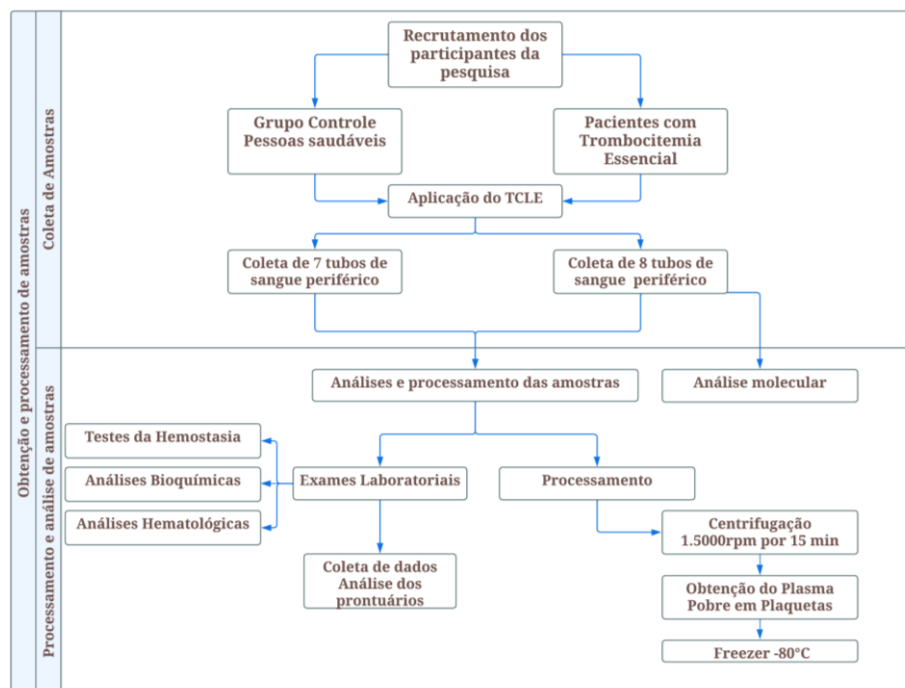 Obtenção e processamento de amostras
Coleta de Amostras
Recrutamento dos
participantes da
pesquisa
Grupo Controle
Pessoas saudáveis
Pacientes com
Trombocitemia
Essencial
Aplicação do TCLE
Coleta de 7 tubos de
sangue periférico
Coleta de 8 tubos de
sangue periférico
Processamento e análise de amostras
Análises e processamento das amostras
Análise molecular
Testes da Hemostasia
Análises Bioquímicas
Análises Hematológicas
Exames Laboratoriais
Processamento
Coleta de dados
Análise dos
prontuários
Centrifugação
1.5000rpm por 15 min
Obtenção do Plasma
Pobre em Plaquetas
Freezer -80°C